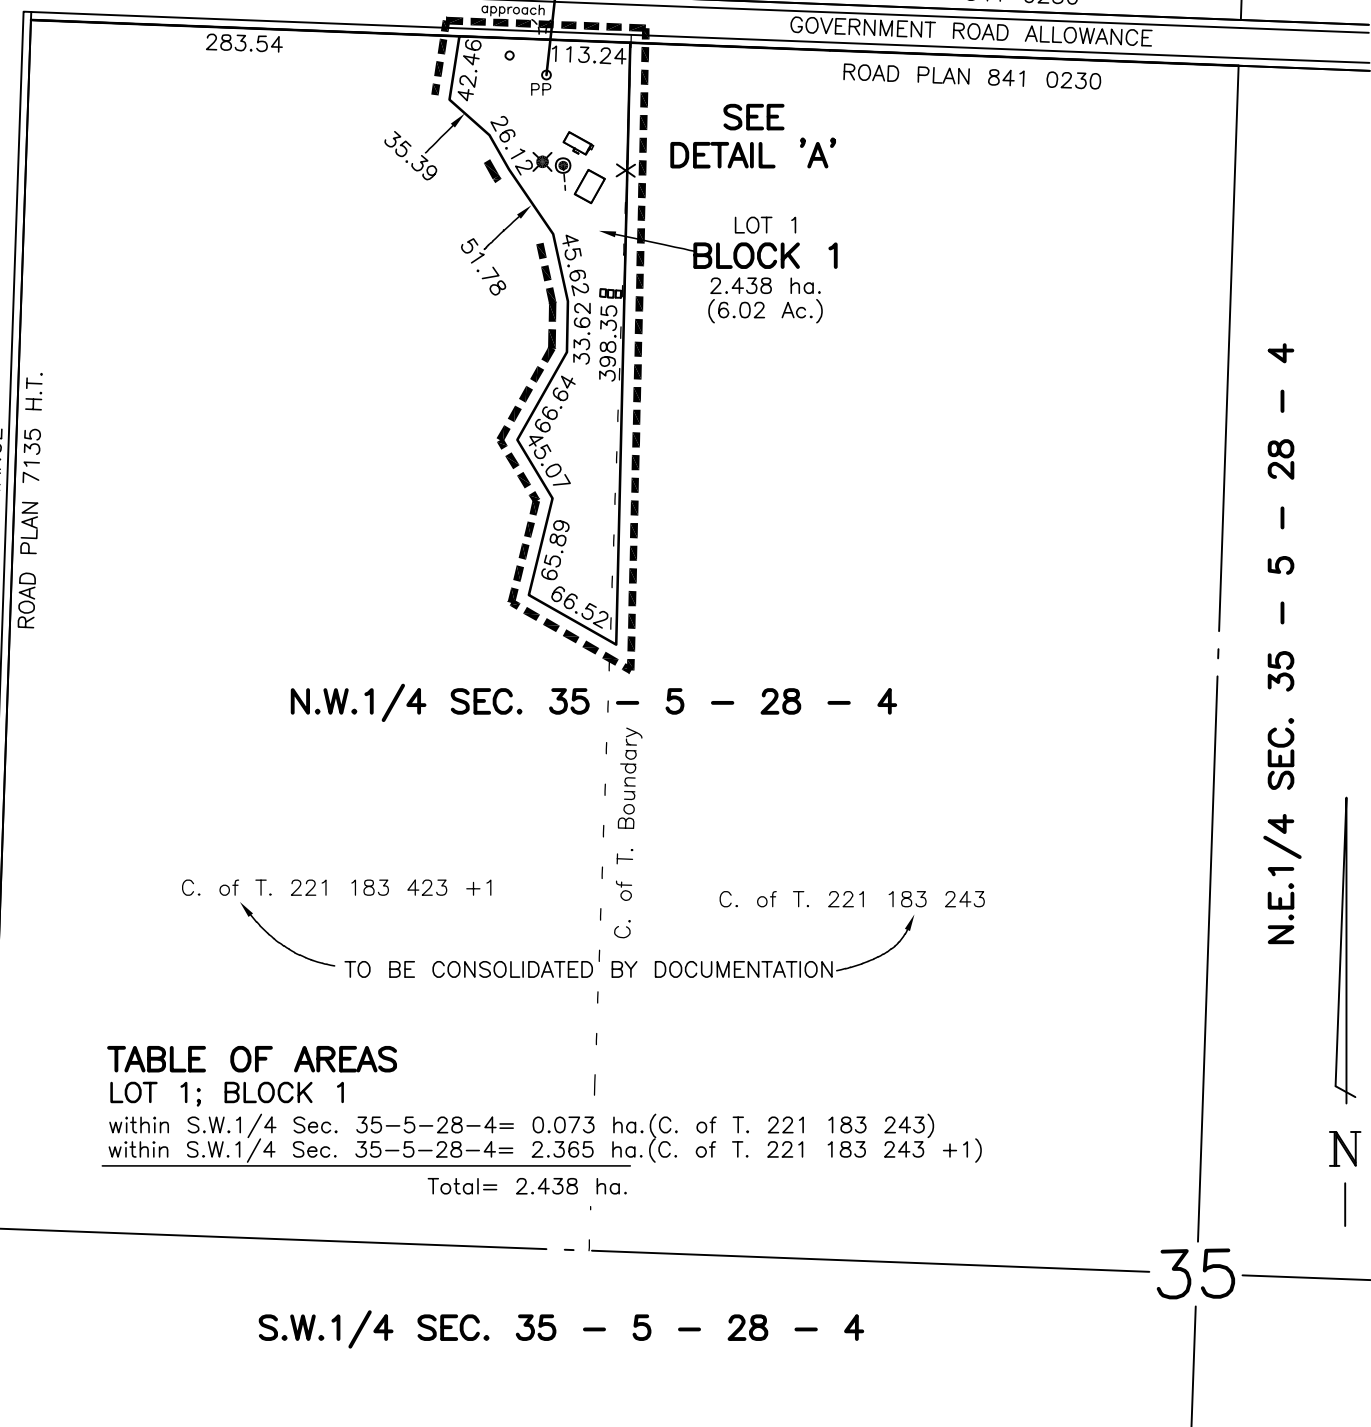 approach
GOVERNMENT ROAD ALLOWANCE
283.54
42.46
113.24
PP
ROAD PLAN 841 0230
SEE
DETAIL 'A'
35.39
26.12
51.78
LOT 1
BLOCK 1
2.438 ha.
(6.02 Ac.)
45.62
33.62
398.35
66.64
45.07
65.89
66.52
ROAD PLAN 7135 H.T.
N.E.1/4 SEC. 35 - 5 - 28 - 4
N.W.1/4 SEC. 35 - 5 - 28 - 4
C. of T. Boundary
C. of T. 221 183 423 +1
C. of T. 221 183 243
TO BE CONSOLIDATED BY DOCUMENTATION
TABLE OF AREAS
LOT 1; BLOCK 1
within S.W.1/4 Sec. 35-5-28-4= 0.073 ha.(C. of T. 221 183 243)
within S.W.1/4 Sec. 35-5-28-4= 2.365 ha.(C. of T. 221 183 243 +1)
Total= 2.438 ha.
N
35
S.W.1/4 SEC. 35 - 5 - 28 - 4